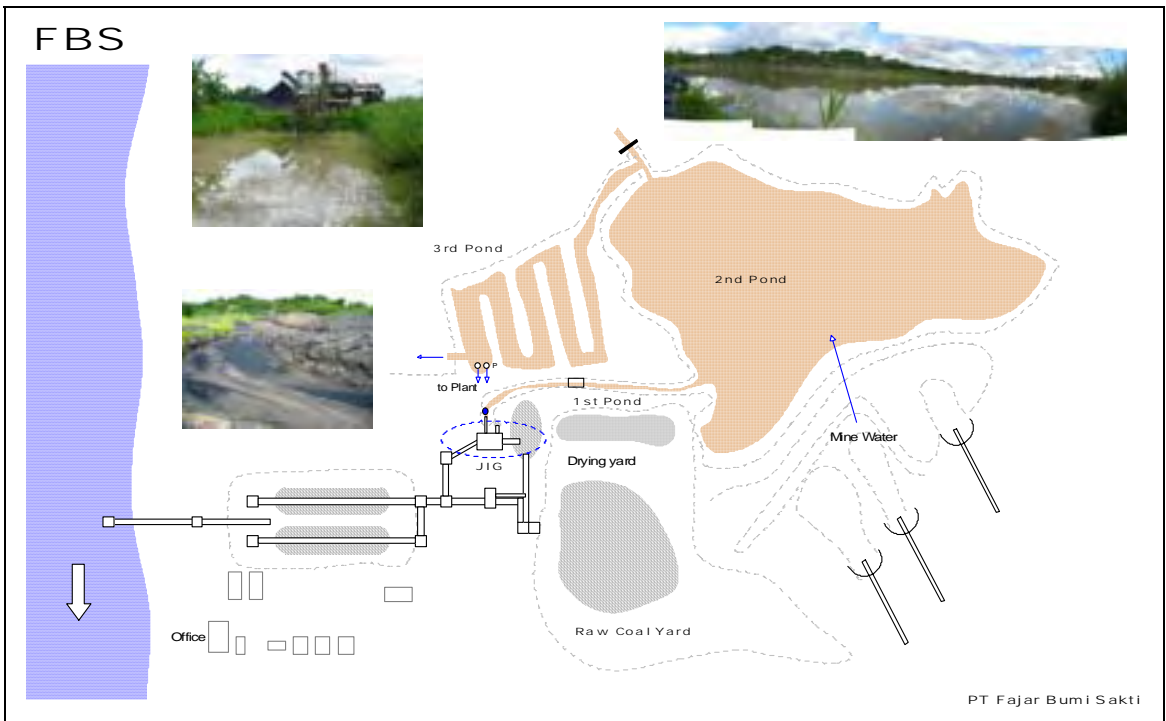 FBS
3rd Pond
2nd Pond
P
to Plant
1st Pond
Mine Water
JIG
Drying yard
Raw Coal Yard
Office
PT Fajar Bumi Sakti